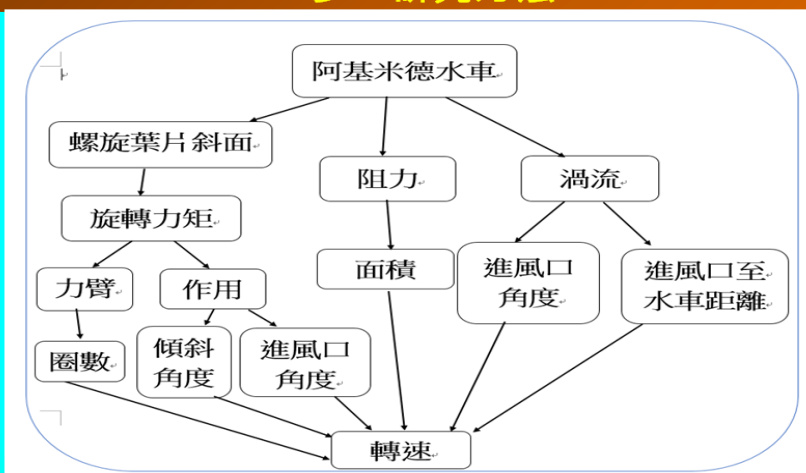 阿基米德水車
螺旋葉片斜面
阻力
渦流
旋轉力矩
面積
進風口
角度
進風口至
水車距離
力臂
作用
圈數
傾斜
角度
進風口
角度
轉速